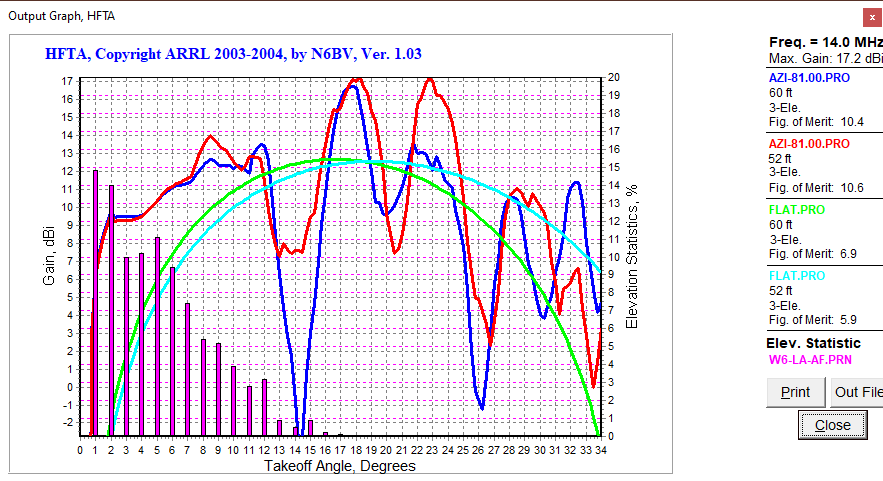 Output Graph, HFTA
x
HFTA, Copyright ARRL 2003-2004, by N6BV, Ver. 1.03
Gain, dBi
17
16
15
14
13
12
11
10
9
8
7
6
5
4
3
2
1
0
-1
-2
20
19
18
17
16
15
14
13
12
11
10
9
8
7
6
5
4
3
2
1
0
Elevation Statistics, %
0 1 2 3 4 5 6 7 8 9 10 11 12 13 14 15 16 17 18 19 20 21 22 23 24 25 26 27 28 29 30 31 32 33 34
Takeoff Angle, Degrees
Freq. = 14.0 MHz
Max. Gain: 17.2 dBi
AZI-81.00.PRO
60 ft
3-Ele.
Fig. of Merit: 10.4
AZI-81.00.PRO
52 ft
3-Ele.
Fig. of Merit: 10.6
FLAT.PRO
60 ft
3-Ele.
Fig. of Merit: 6.9
FLAT.PRO
52 ft
3-Ele.
Fig. of Merit: 5.9
Elev. Statistic
W6-LA-AF.PRN
Print Out File
Close